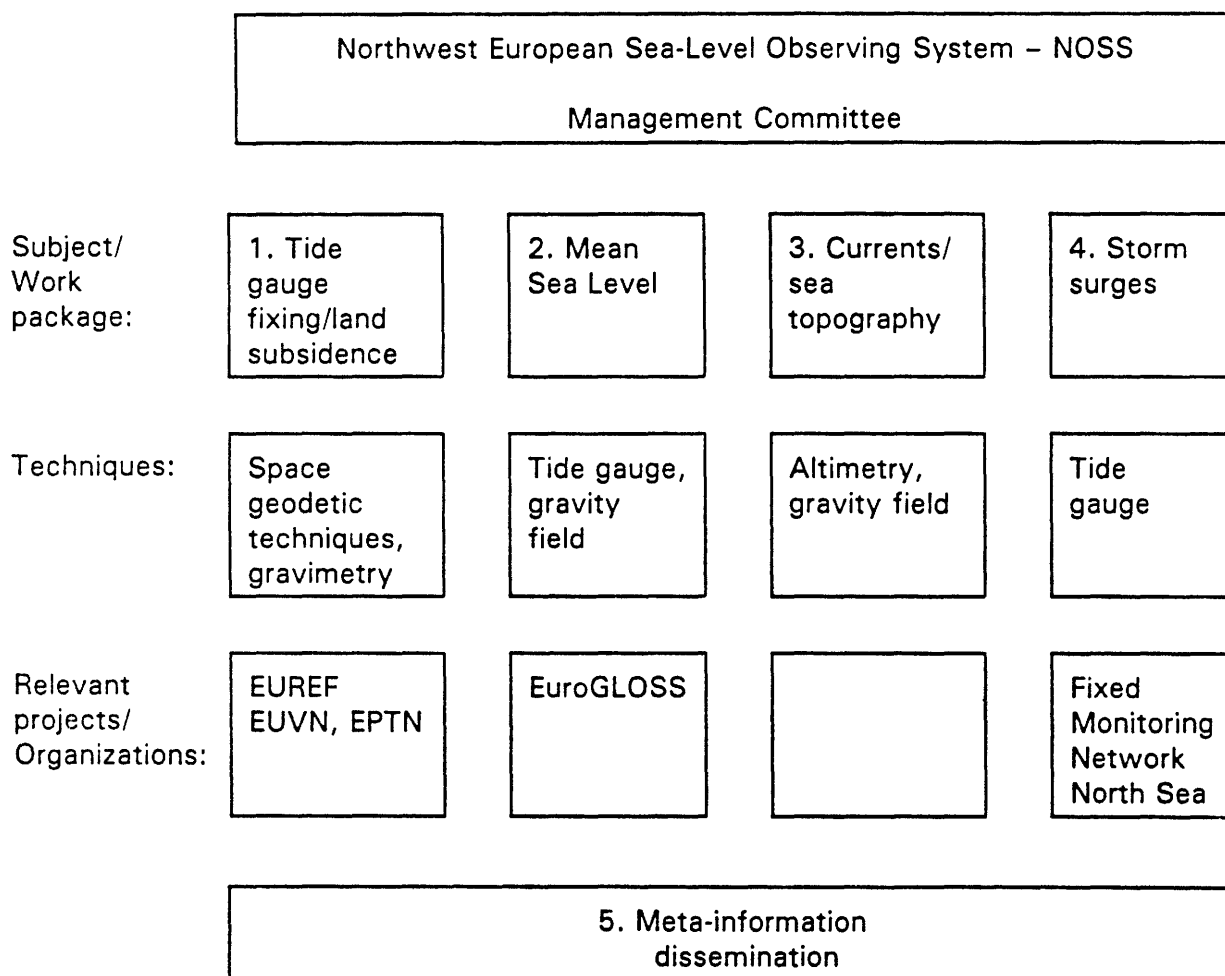 Northwest European Sea-Level Observing System – NOSS
Management Committee
Subject/
Work
package:
1. Tide
gauge
fixing/land
subsidence
2. Mean
Sea Level
3. Currents/
sea
topography
4. Storm
surges
Techniques:
Space
geodetic
techniques,
gravimetry
Tide gauge,
gravity
field
Altimetry,
gravity field
Tide
gauge
Relevant
projects/
Organizations:
EUREF
EUVN, EPTN
EuroGLOSS
Fixed
Monitoring
Network
North Sea
5. Meta-information
dissemination